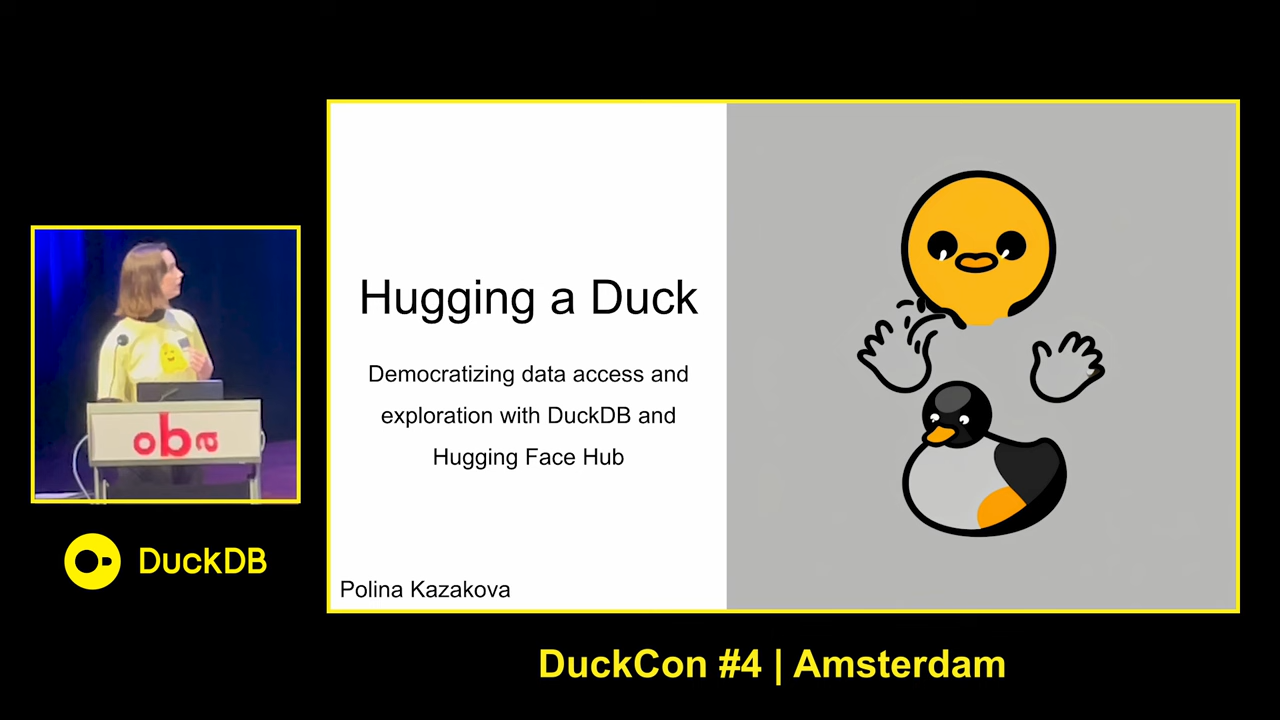 Hugging a Duck
Democratizing data access and
exploration with DuckDB and
Hugging Face Hub
Polina Kazakova
oba
DuckDB
DuckCon #4 | Amsterdam